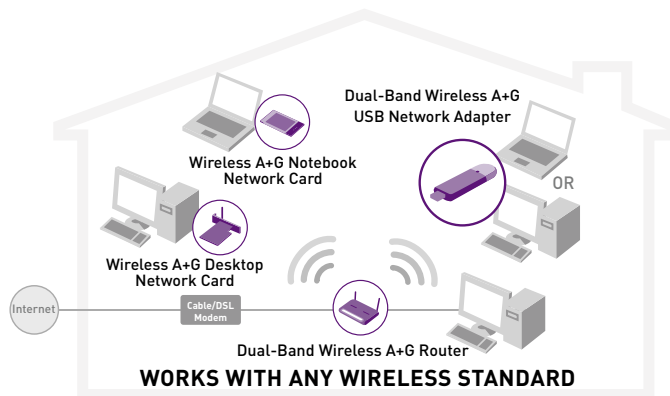 Dual-Band Wireless A+G
USB Network Adapter
OR
Wireless A+G Notebook
Network Card
Wireless A+G Desktop
Network Card
Internet
Cable/DSL
Modem
Dual-Band Wireless A+G Router
WORKS WITH ANY WIRELESS STANDARD